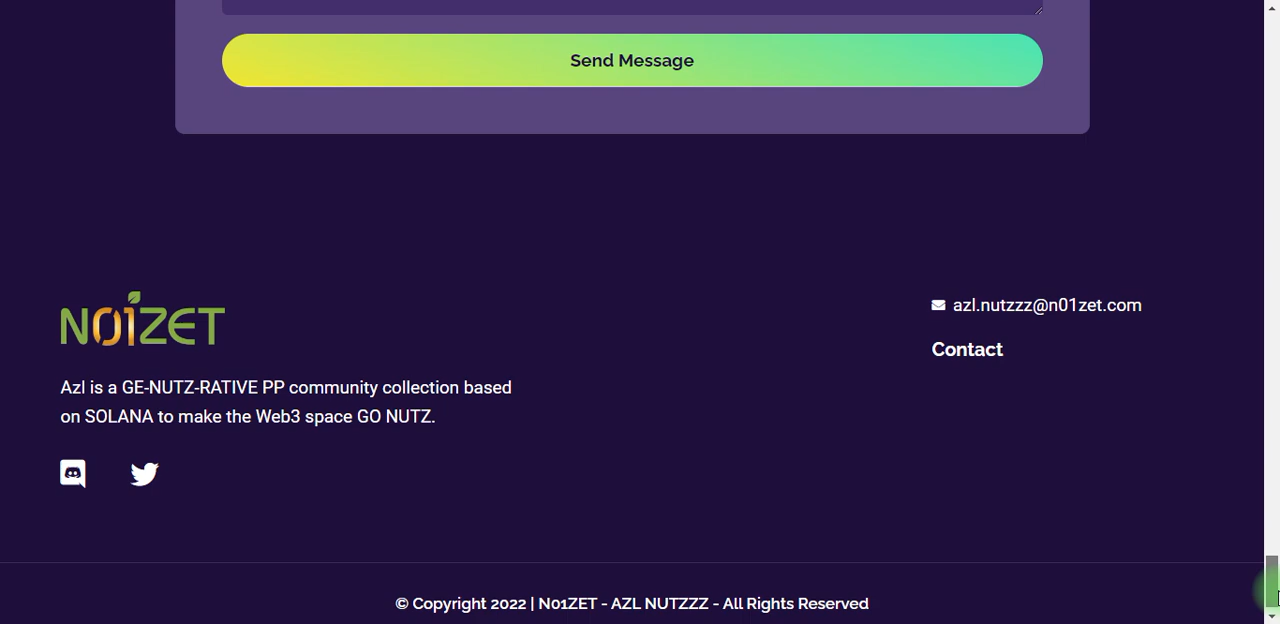 Send Message
N01ZET
azl.nutzzz@n01zet.com
Contact
Azl is a GE-NUTZ-RATIVE PP community collection based
on SOLANA to make the Web3 space GO NUTZ.
© Copyright 2022 | N01ZET - AZL NUTZZZ - All Rights Reserved